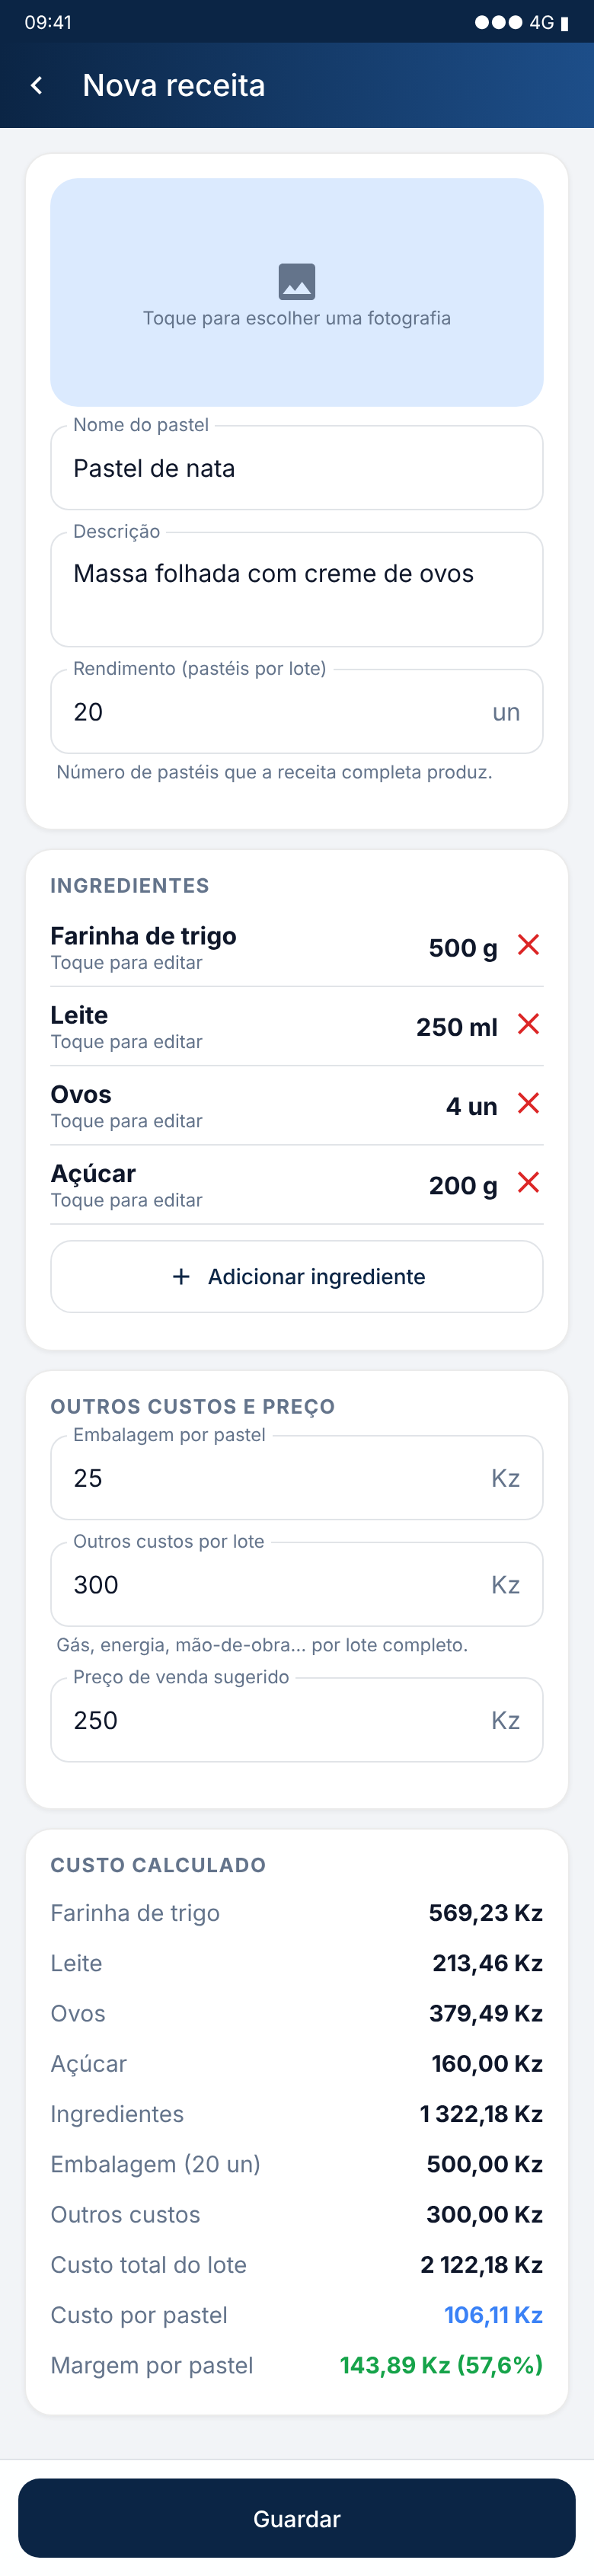 09:41
4G
Nova receita
Toque para escolher uma fotografia
Nome do pastel
Pastel de nata
Descrição
Massa folhada com creme de ovos
Rendimento (pastéis por lote)
20 un
Número de pastéis que a receita completa produz.
INGREDIENTES
Farinha de trigo
Toque para editar
500 g
Leite
Toque para editar
250 ml
Ovos
Toque para editar
4 un
Açúcar
Toque para editar
200 g
+ Adicionar ingrediente
OUTROS CUSTOS E PREÇO
Embalagem por pastel
25 Kz
Outros custos por lote
300 Kz
Gás, energia, mão-de-obra... por lote completo.
Preço de venda sugerido
250 Kz
CUSTO CALCULADO
Farinha de trigo 569,23 Kz
Leite 213,46 Kz
Ovos 379,49 Kz
Açúcar 160,00 Kz
Ingredientes 1 322,18 Kz
Embalagem (20 un) 500,00 Kz
Outros custos 300,00 Kz
Custo total do lote 2 122,18 Kz
Custo por pastel 106,11 Kz
Margem por pastel 143,89 Kz (57,6%)
Guardar